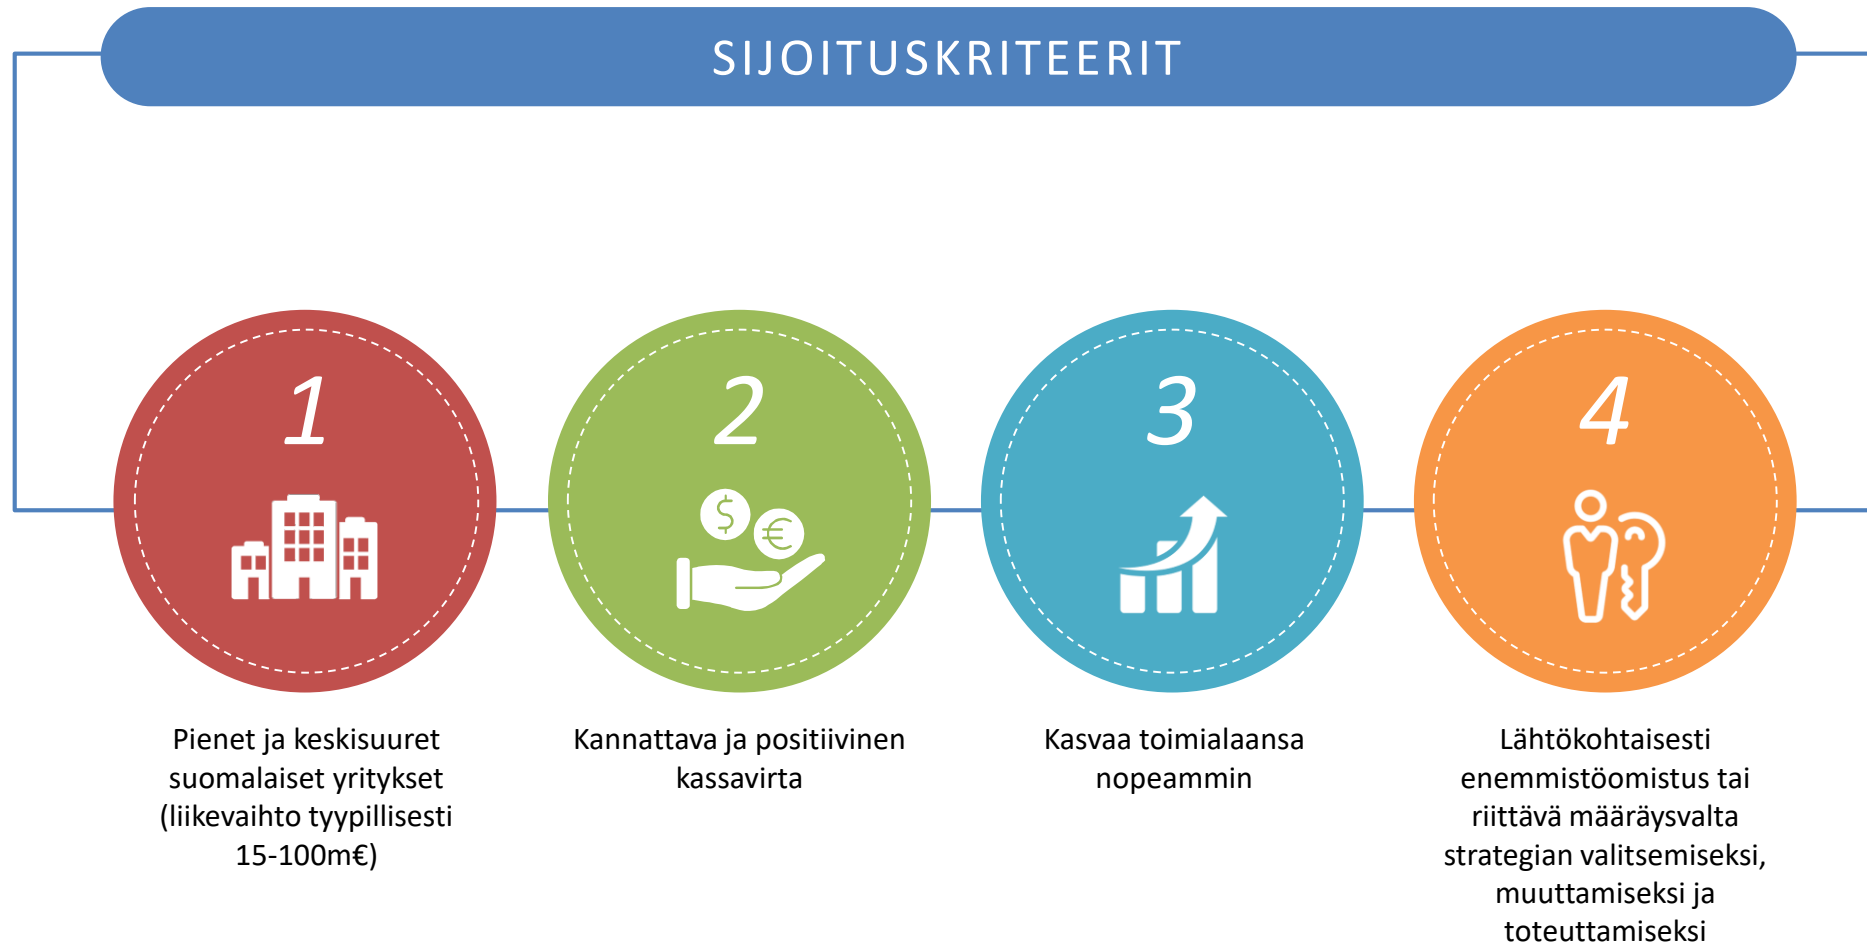 SIJOITUSKRITEERIT
1
Pienet ja keskisuuret
suomalaiset yritykset
(liikevaihto tyypillisesti
15-100m€)
2
$
€
Kannattava ja positiivinen
kassavirta
3
Kasvaa toimialaansa
nopeammin
4
Lähtökohtaisesti
enemmistöomistus tai
riittävä määräysvalta
strategian valitsemiseksi,
muuttamiseksi ja
toteuttamiseksi